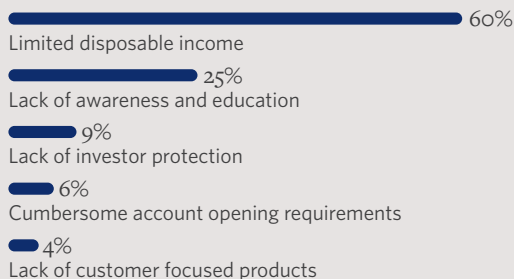 60%
Limited disposable income
25%
Lack of awareness and education
9%
Lack of investor protection
6%
Cumbersome account opening requirements
4%
Lack of customer focused products